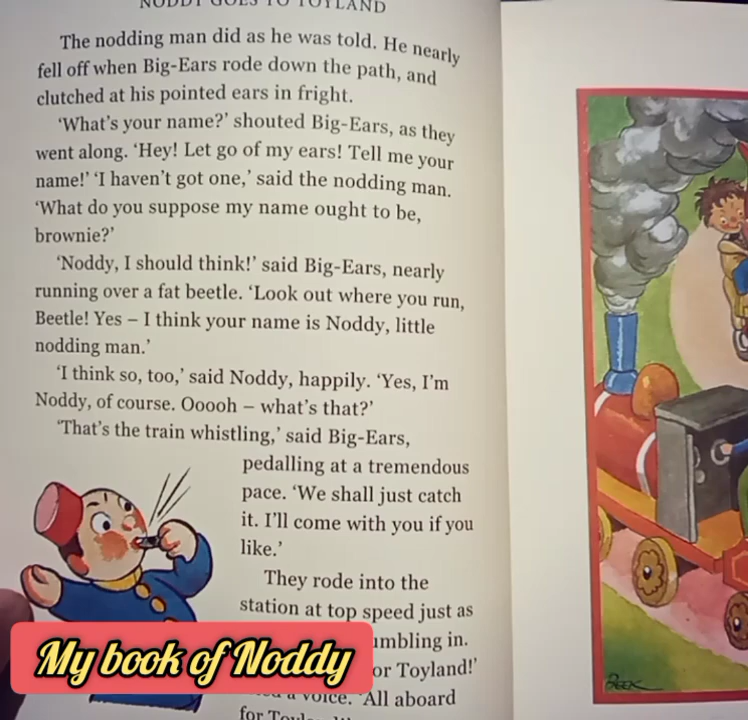 NODDY GOES TO TOYLAND
The nodding man did as he was told. He nearly
fell off when Big-Ears rode down the path, and
clutched at his pointed ears in fright.
‘What’s your name?’ shouted Big-Ears, as they
went along. ‘Hey! Let go of my ears! Tell me your
name!’ ‘I haven’t got one,’ said the nodding man.
‘What do you suppose my name ought to be,
brownie?’
‘Noddy, I should think!’ said Big-Ears, nearly
running over a fat beetle. ‘Look out where you run,
Beetle! Yes – I think your name is Noddy, little
nodding man.’
‘I think so, too,’ said Noddy, happily. ‘Yes, I’m
Noddy, of course. Ooooh – what’s that?’
‘That’s the train whistling,’ said Big-Ears,
pedalling at a tremendous
pace. ‘We shall just catch
it. I’ll come with you if you
like.’
They rode into the
station at top speed just as
in.
Toyland!’
a voice. ‘All aboard
for
My book of Noddy
BEEK